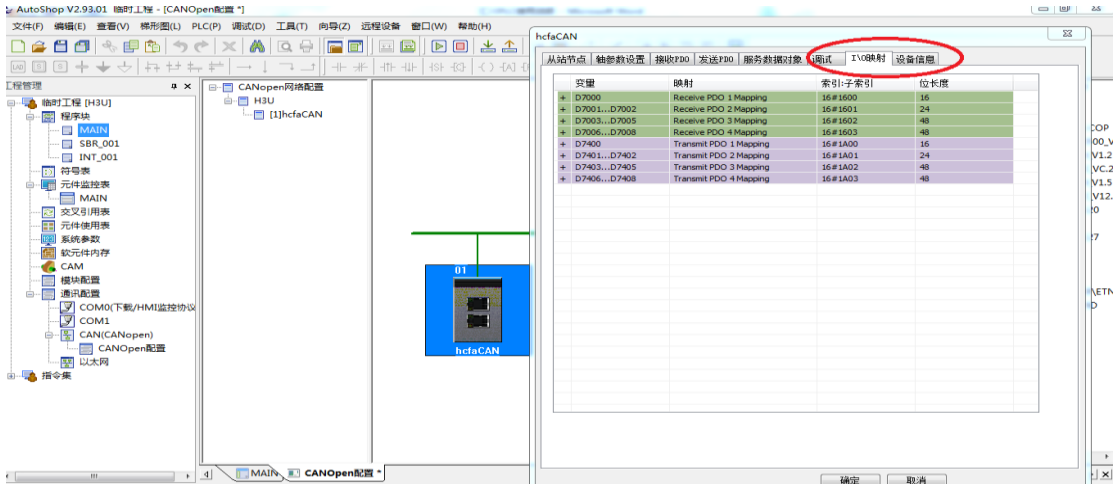 AutoShop V2.93.01 临时工程 - [CANOpen配置 *]
文件(F) 编辑(E) 查看(V) 梯形图(L) PLC(P) 调试(D) 工具(T) 向导(Z) 远程设备 窗口(W) 帮助(H)
工程管理
临时工程 [H3U]
程序块
MAIN
SBR_001
INT_001
符号表
元件监控表
MAIN
交叉引用表
元件使用表
系统参数
软元件内存
CAM
模块配置
通讯配置
COM0(下载/HMI监控协议
COM1
CAN(CANopen)
CANOpen配置
以太网
指令集
CANopen网络配置
H3U
[1]hcfaCAN
01
hcfaCAN
MAIN CANOpen配置 *
hcfaCAN
从站节点 轴参数设置 接收PDO 发送PDO 服务数据对象 调试 I\O映射 设备信息
变量 映射 索引:子索引 位长度
+ D7000 Receive PDO 1 Mapping 16#1600 16
+ D7001...D7002 Receive PDO 2 Mapping 16#1601 24
+ D7003...D7005 Receive PDO 3 Mapping 16#1602 48
+ D7006...D7008 Receive PDO 4 Mapping 16#1603 48
+ D7400 Transmit PDO 1 Mapping 16#1A00 16
+ D7401...D7402 Transmit PDO 2 Mapping 16#1A01 24
+ D7403...D7405 Transmit PDO 3 Mapping 16#1A02 48
+ D7406...D7408 Transmit PDO 4 Mapping 16#1A03 48
确定 取消
COP
00_V
V1.2
_VC.2
V1.5
_V12.
\ETN